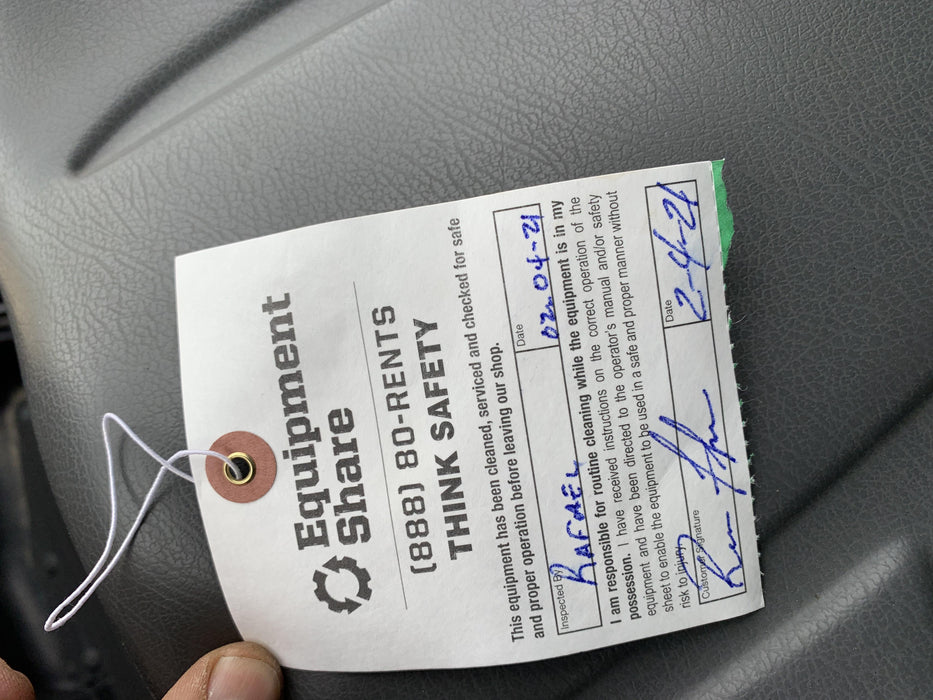 Equipment
Share
(888) 80-RENTS
THINK SAFETY
This equipment has been cleaned, serviced and checked for safe
and proper operation before leaving our shop.
Inspected By Date
RAFAEL 02-04-21
I am responsible for routine cleaning while the equipment is in my
possession. I have received instructions on the correct operation of the
equipment and have been directed to the operator's manual and/or safety
sheet to enable the equipment to be used in a safe and proper manner without
risk to injury.
Customer Signature Date
2-4-21